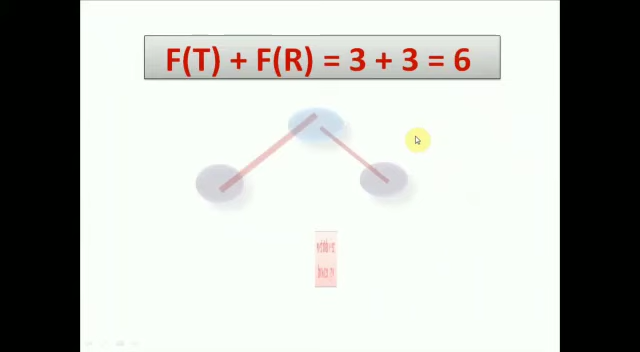 F(T) + F(R) = 3 + 3 = 6